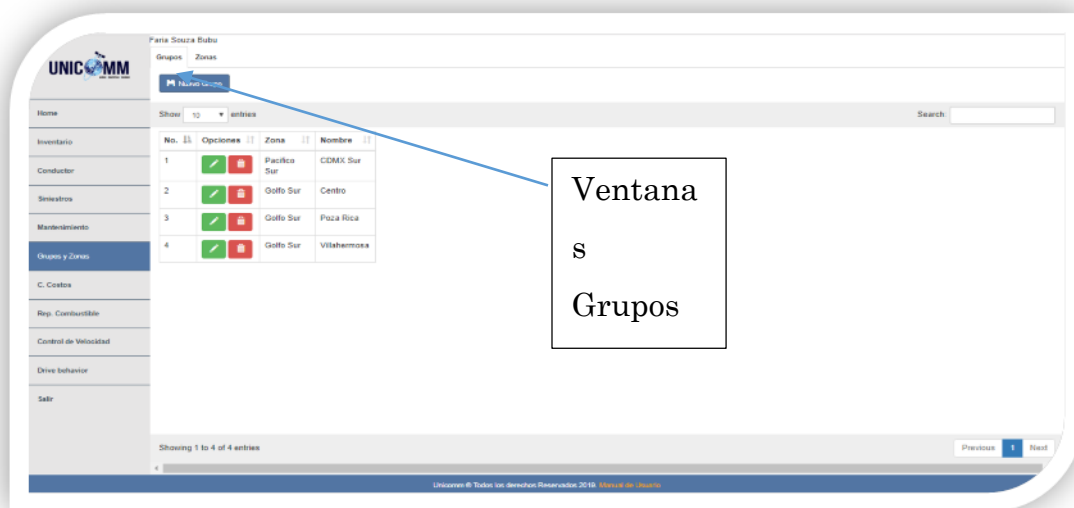 Faria Souza Bubu
UNICOMM
Grupos Zonas
Nuevo Grupo
Home
Show 10 entries Search:
No. Opciones Zona Nombre
Inventario
1 Pacifico Sur CDMX Sur
Conductor
2 Golfo Sur Centro
Siniestros
3 Golfo Sur Poza Rica
Mantenimiento
4 Golfo Sur Villahermosa
Grupos y Zonas
C. Costos
Rep. Combustible
Control de Velocidad
Drive behavior
Salir
Ventana
s
Grupos
Showing 1 to 4 of 4 entries Previous 1 Next
Unicomm ® Todos los derechos Reservados 2019. Manual de Usuario